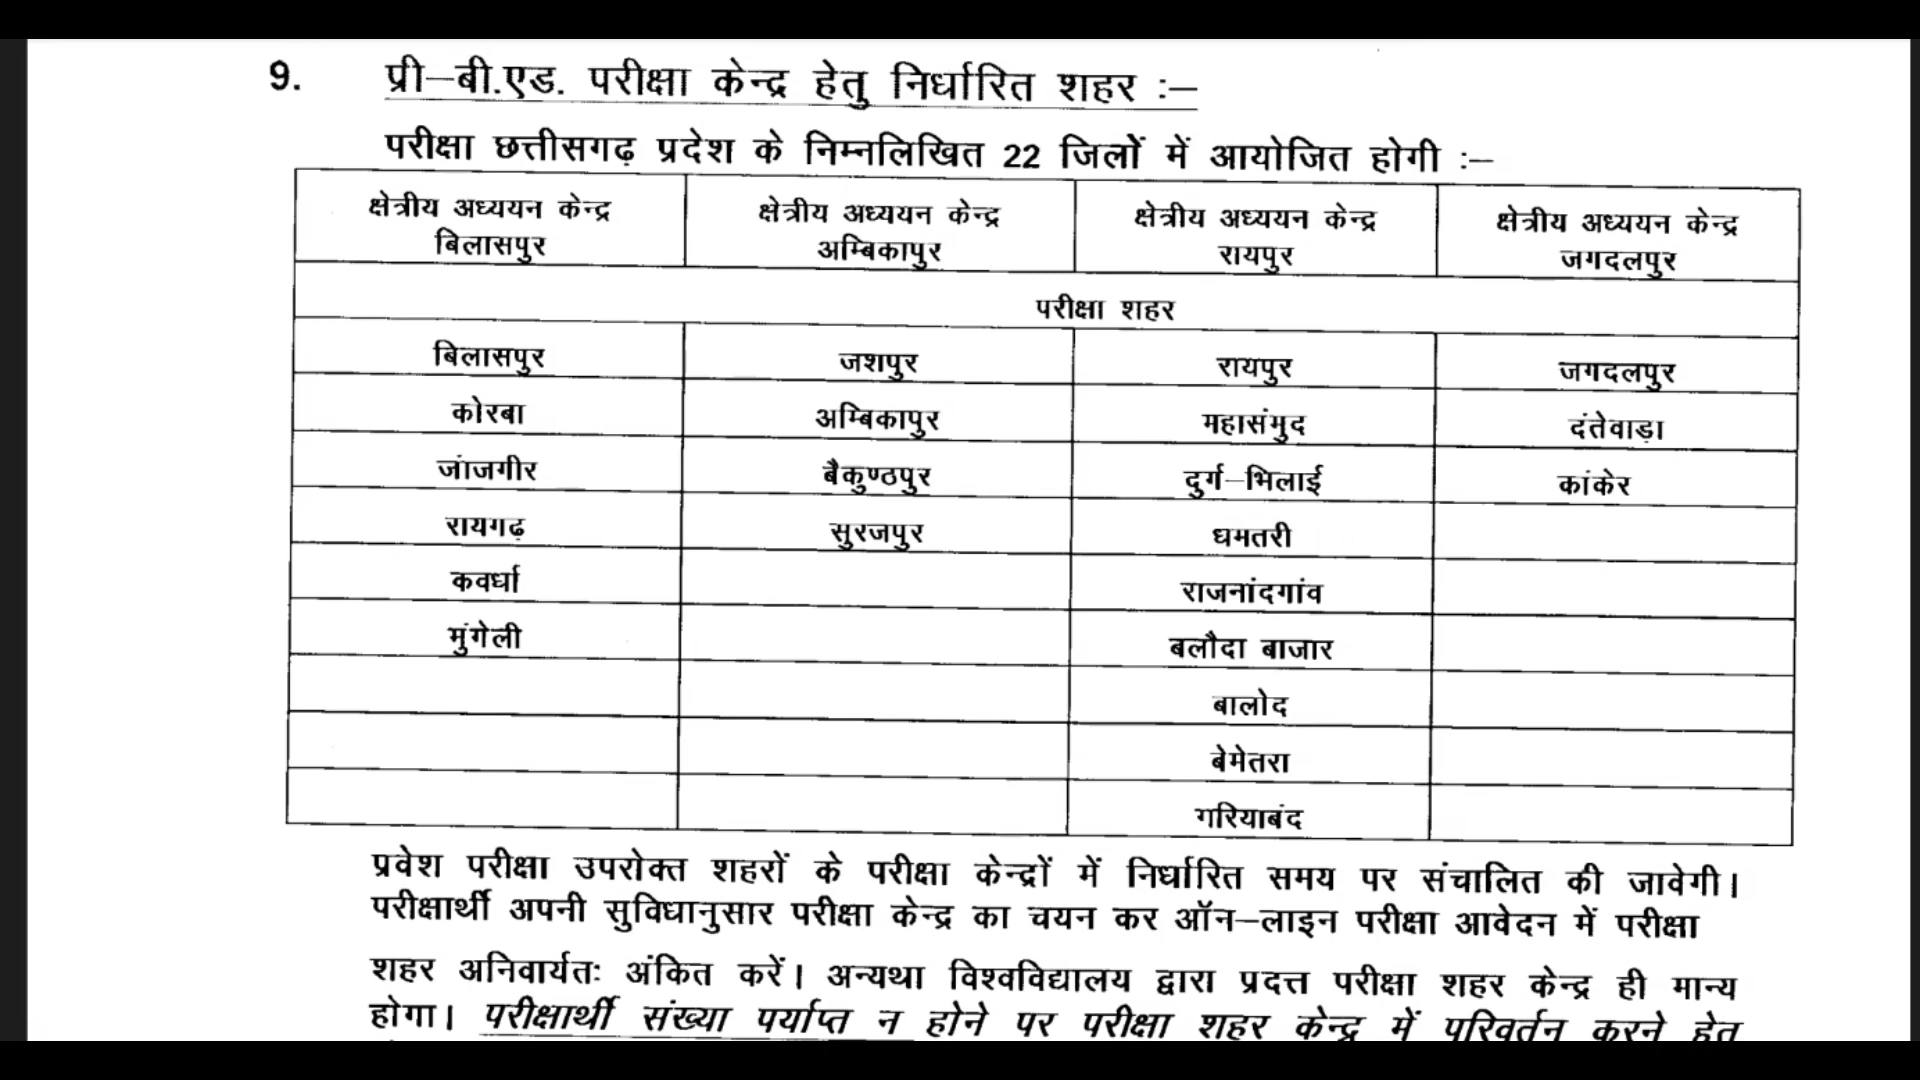 9. प्री–बी.एड. परीक्षा केन्द्र हेतु निर्धारित शहर :–
परीक्षा छत्तीसगढ़ प्रदेश के निम्नलिखित 22 जिलों में आयोजित होगी :–
क्षेत्रीय अध्ययन केन्द्र बिलासपुर क्षेत्रीय अध्ययन केन्द्र अम्बिकापुर क्षेत्रीय अध्ययन केन्द्र रायपुर क्षेत्रीय अध्ययन केन्द्र जगदलपुर
परीक्षा शहर
बिलासपुर जशपुर रायपुर जगदलपुर
कोरबा अम्बिकापुर महासंमुद दंतेवाड़ा
जांजगीर बैकुण्ठपुर दुर्ग–भिलाई कांकेर
रायगढ़ सुरजपुर धमतरी
कवर्धा राजनांदगांव
मुंगेली बलौदा बाजार
बालोद
बेमेतरा
गरियाबंद
प्रवेश परीक्षा उपरोक्त शहरों के परीक्षा केन्द्रों में निर्धारित समय पर संचालित की जावेगी।
परीक्षार्थी अपनी सुविधानुसार परीक्षा केन्द्र का चयन कर ऑन–लाइन परीक्षा आवेदन में परीक्षा
शहर अनिवार्यतः अंकित करें। अन्यथा विश्वविद्यालय द्वारा प्रदत्त परीक्षा शहर केन्द्र ही मान्य
होगा। परीक्षार्थी संख्या पर्याप्त न होने पर परीक्षा शहर केन्द्र में परिवर्तन करने हेतु